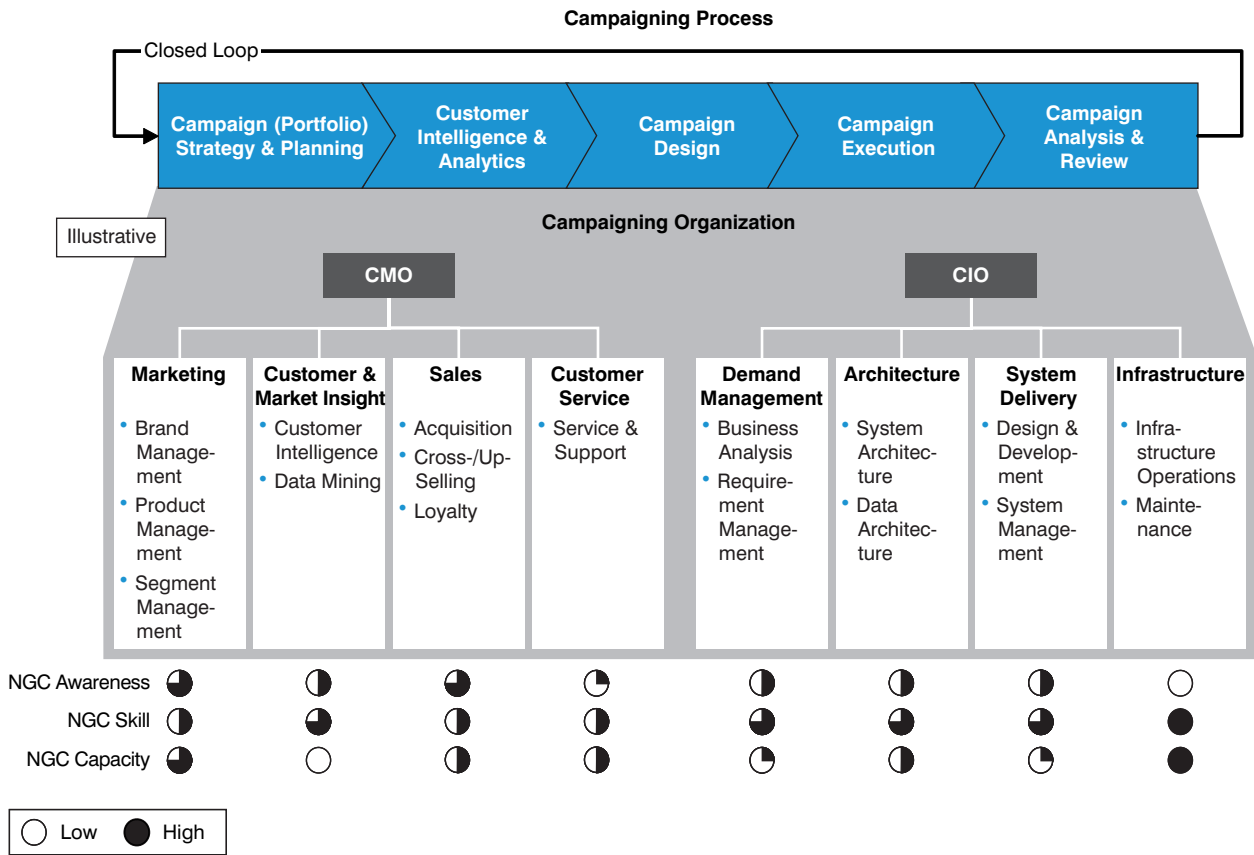 Campaigning Process
Closed Loop
Campaign (Portfolio)
Strategy & Planning
Customer
Intelligence &
Analytics
Campaign
Design
Campaign
Execution
Campaign
Analysis &
Review
Illustrative
Campaigning Organization
CMO
CIO
Marketing
• Brand
Manage-
ment
• Product
Manage-
ment
• Segment
Manage-
ment
Customer &
Market Insight
• Customer
Intelligence
• Data Mining
Sales
• Acquisition
• Cross-/Up-
Selling
• Loyalty
Customer
Service
• Service &
Support
Demand
Management
• Business
Analysis
• Require-
ment
Manage-
ment
Architecture
• System
Architec-
ture
• Data
Architec-
ture
System
Delivery
• Design &
Develop-
ment
• System
Manage-
ment
Infrastructure
• Infra-
structure
Operations
• Mainte-
nance
NGC Awareness
NGC Skill
NGC Capacity
Low
High